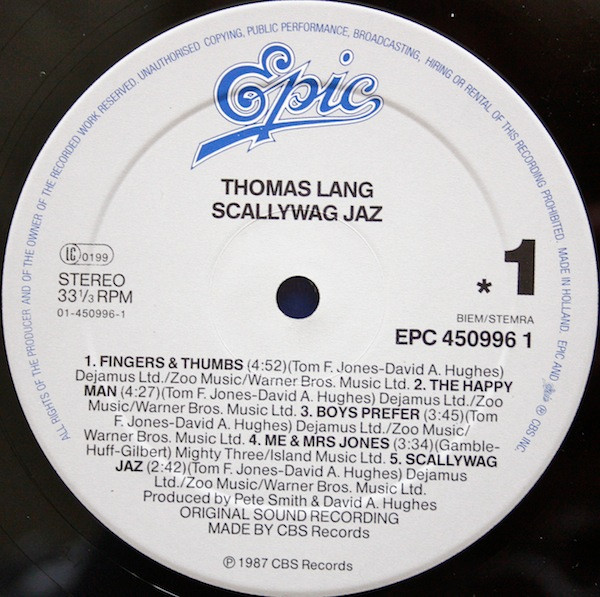 ALL RIGHTS OF THE PRODUCER AND OF THE OWNER OF THE RECORDED WORK RESERVED. UNAUTHORISED COPYING, PUBLIC PERFORMANCE, BROADCASTING, HIRING OR RENTAL OF THIS RECORDING PROHIBITED. MADE IN HOLLAND. EPIC AND Epic ® CBS INC.
Epic
THOMAS LANG
SCALLYWAG JAZ
LC 0199
STEREO
33 1/3 RPM
01-450996-1
* 1
BIEM/STEMRA
EPC 450996 1
1. FINGERS & THUMBS (4:52)(Tom F. Jones-David A. Hughes)
Dejamus Ltd./Zoo Music/Warner Bros. Music Ltd. 2. THE HAPPY
MAN (4:27)(Tom F. Jones-David A. Hughes) Dejamus Ltd./Zoo
Music/Warner Bros. Music Ltd. 3. BOYS PREFER (3:45)(Tom
F. Jones-David A. Hughes) Dejamus Ltd./Zoo Music/
Warner Bros. Music Ltd. 4. ME & MRS JONES (3:34)(Gamble-
Huff-Gilbert) Mighty Three/Island Music Ltd. 5. SCALLYWAG
JAZ (2:42)(Tom F. Jones-David A. Hughes) Dejamus
Ltd./Zoo Music/Warner Bros. Music Ltd.
Produced by Pete Smith & David A. Hughes
ORIGINAL SOUND RECORDING
MADE BY CBS Records
℗ 1987 CBS Records